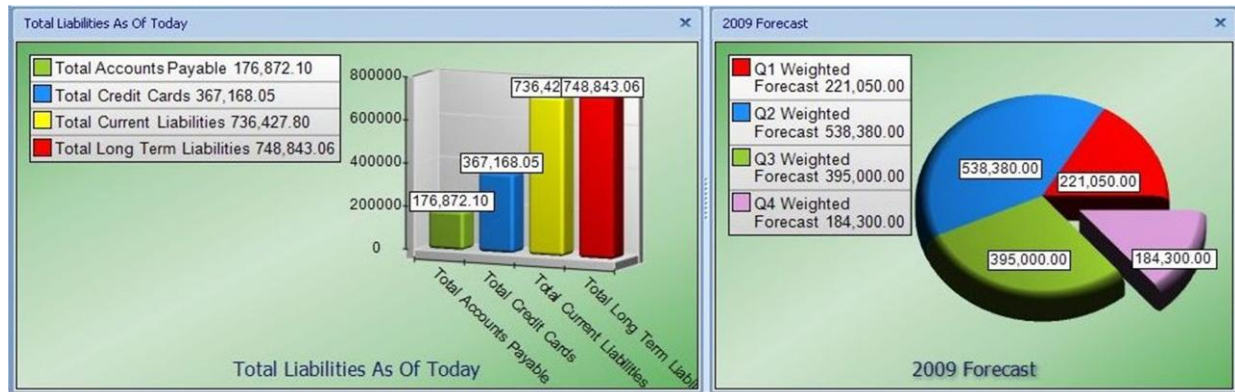 Total Liabilities As Of Today
Total Accounts Payable 176,872.10
Total Credit Cards 367,168.05
Total Current Liabilities 736,427.80
Total Long Term Liabilities 748,843.06
800000
600000
400000
200000
0
176,872.10
367,168.05
736,42
748,843.06
Total Accounts Payable
Total Credit Cards
Total Current Liabilities
Total Long Term Liabili
Total Liabilities As Of Today
2009 Forecast
Q1 Weighted
Forecast 221,050.00
Q2 Weighted
Forecast 538,380.00
Q3 Weighted
Forecast 395,000.00
Q4 Weighted
Forecast 184,300.00
538,380.00
221,050.00
395,000.00
184,300.00
2009 Forecast